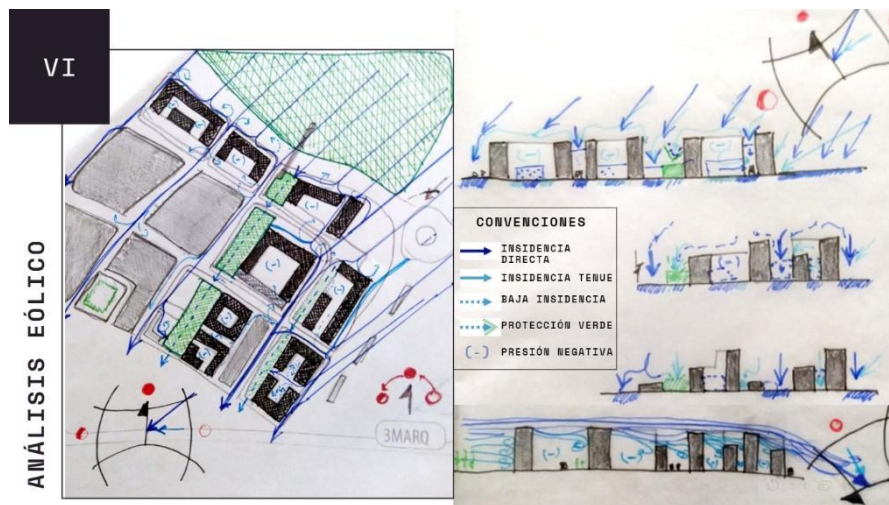 VI
ANÁLISIS EÓLICO
3MARQ
CONVENCIONES
INSIDENCIA
DIRECTA
INSIDENCIA TENUE
BAJA INSIDENCIA
PROTECCIÓN VERDE
(-) PRESIÓN NEGATIVA